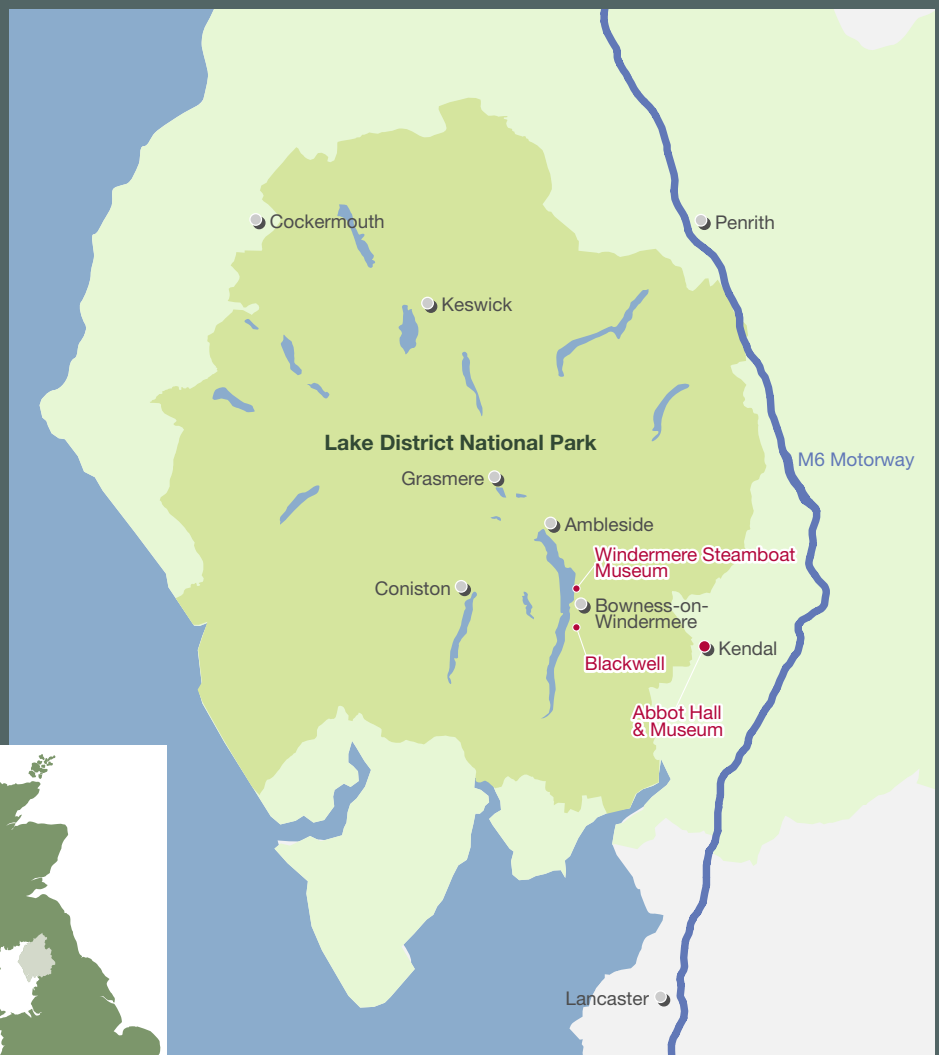 Cockermouth
Penrith
Keswick
Lake District National Park
M6 Motorway
Grasmere
Ambleside
Windermere Steamboat
Museum
Coniston
Bowness-on-
Windermere
Kendal
Blackwell
Abbot Hall
& Museum
Lancaster